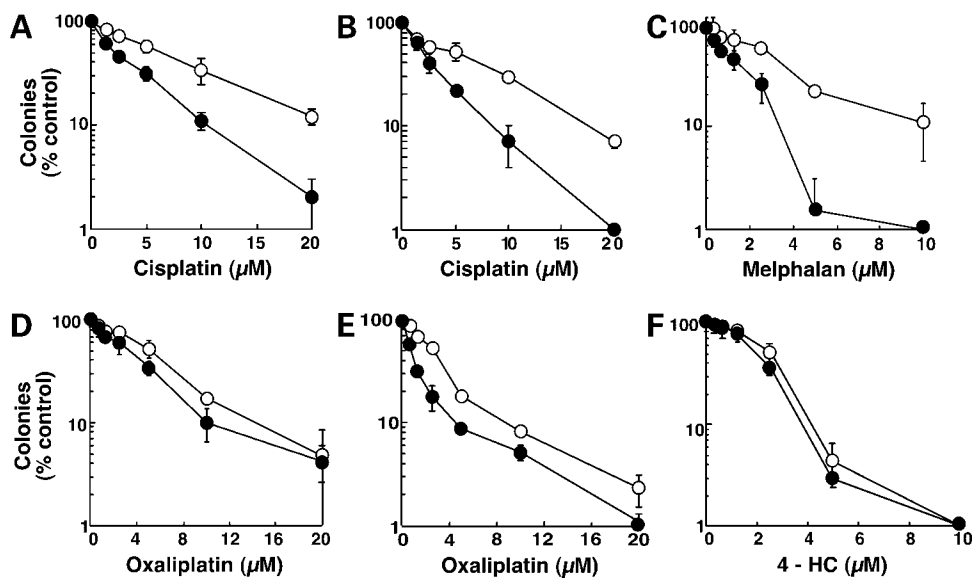 A
B
C
100
10
1
Colonies
(% control)
0 5 10 15 20
Cisplatin (µM)
100
10
1
0 5 10 15 20
Cisplatin (µM)
100
10
1
0 2 4 6 8 10
Melphalan (µM)
D
E
F
100
10
1
Colonies
(% control)
0 4 8 12 16 20
Oxaliplatin (µM)
100
10
1
0 4 8 12 16 20
Oxaliplatin (µM)
100
10
1
0 2 4 6 8 10
4 - HC (µM)